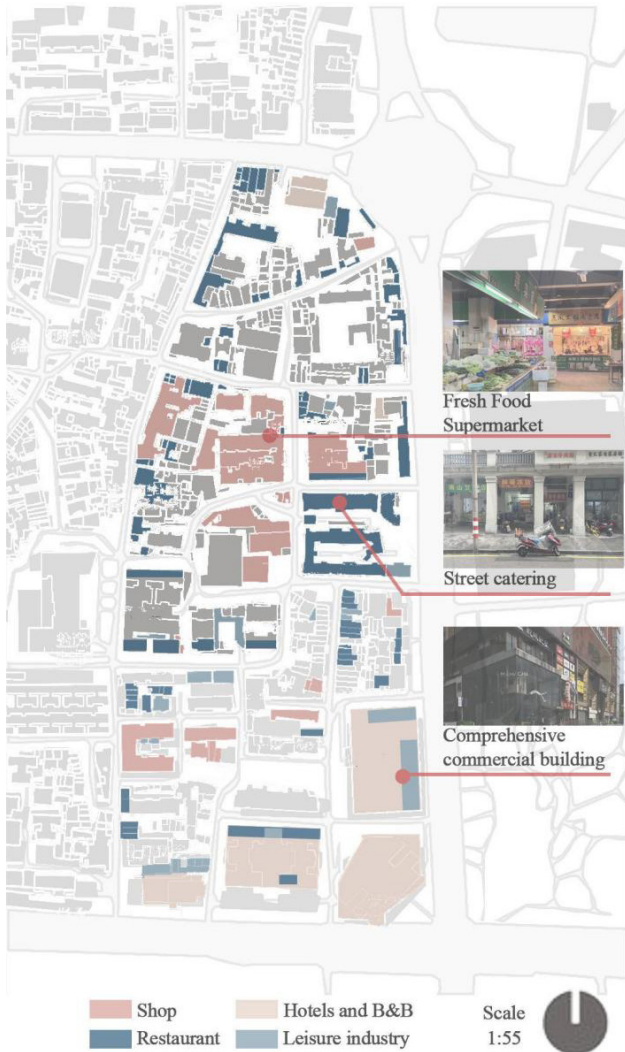 Fresh Food
Supermarket
Street catering
Comprehensive
commercial building
Shop
Hotels and B&B
Scale
Restaurant
Leisure industry
1:55